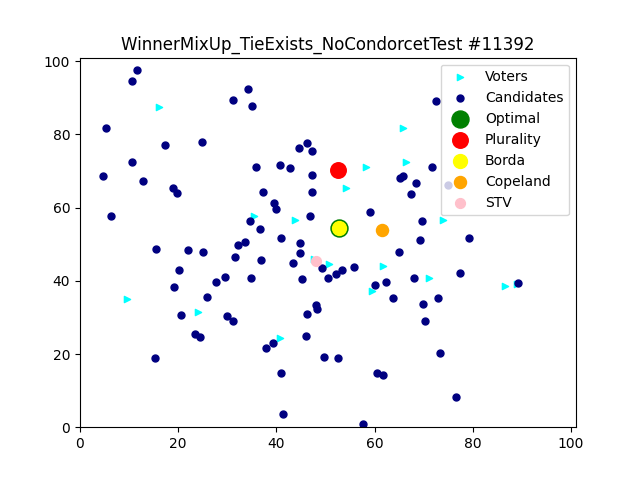 WinnerMixUp_TieExists_NoCondorcetTest #11392
100
80
60
40
20
0
0
20
40
60
80
100
Voters
Candidates
Optimal
Plurality
Borda
Copeland
STV